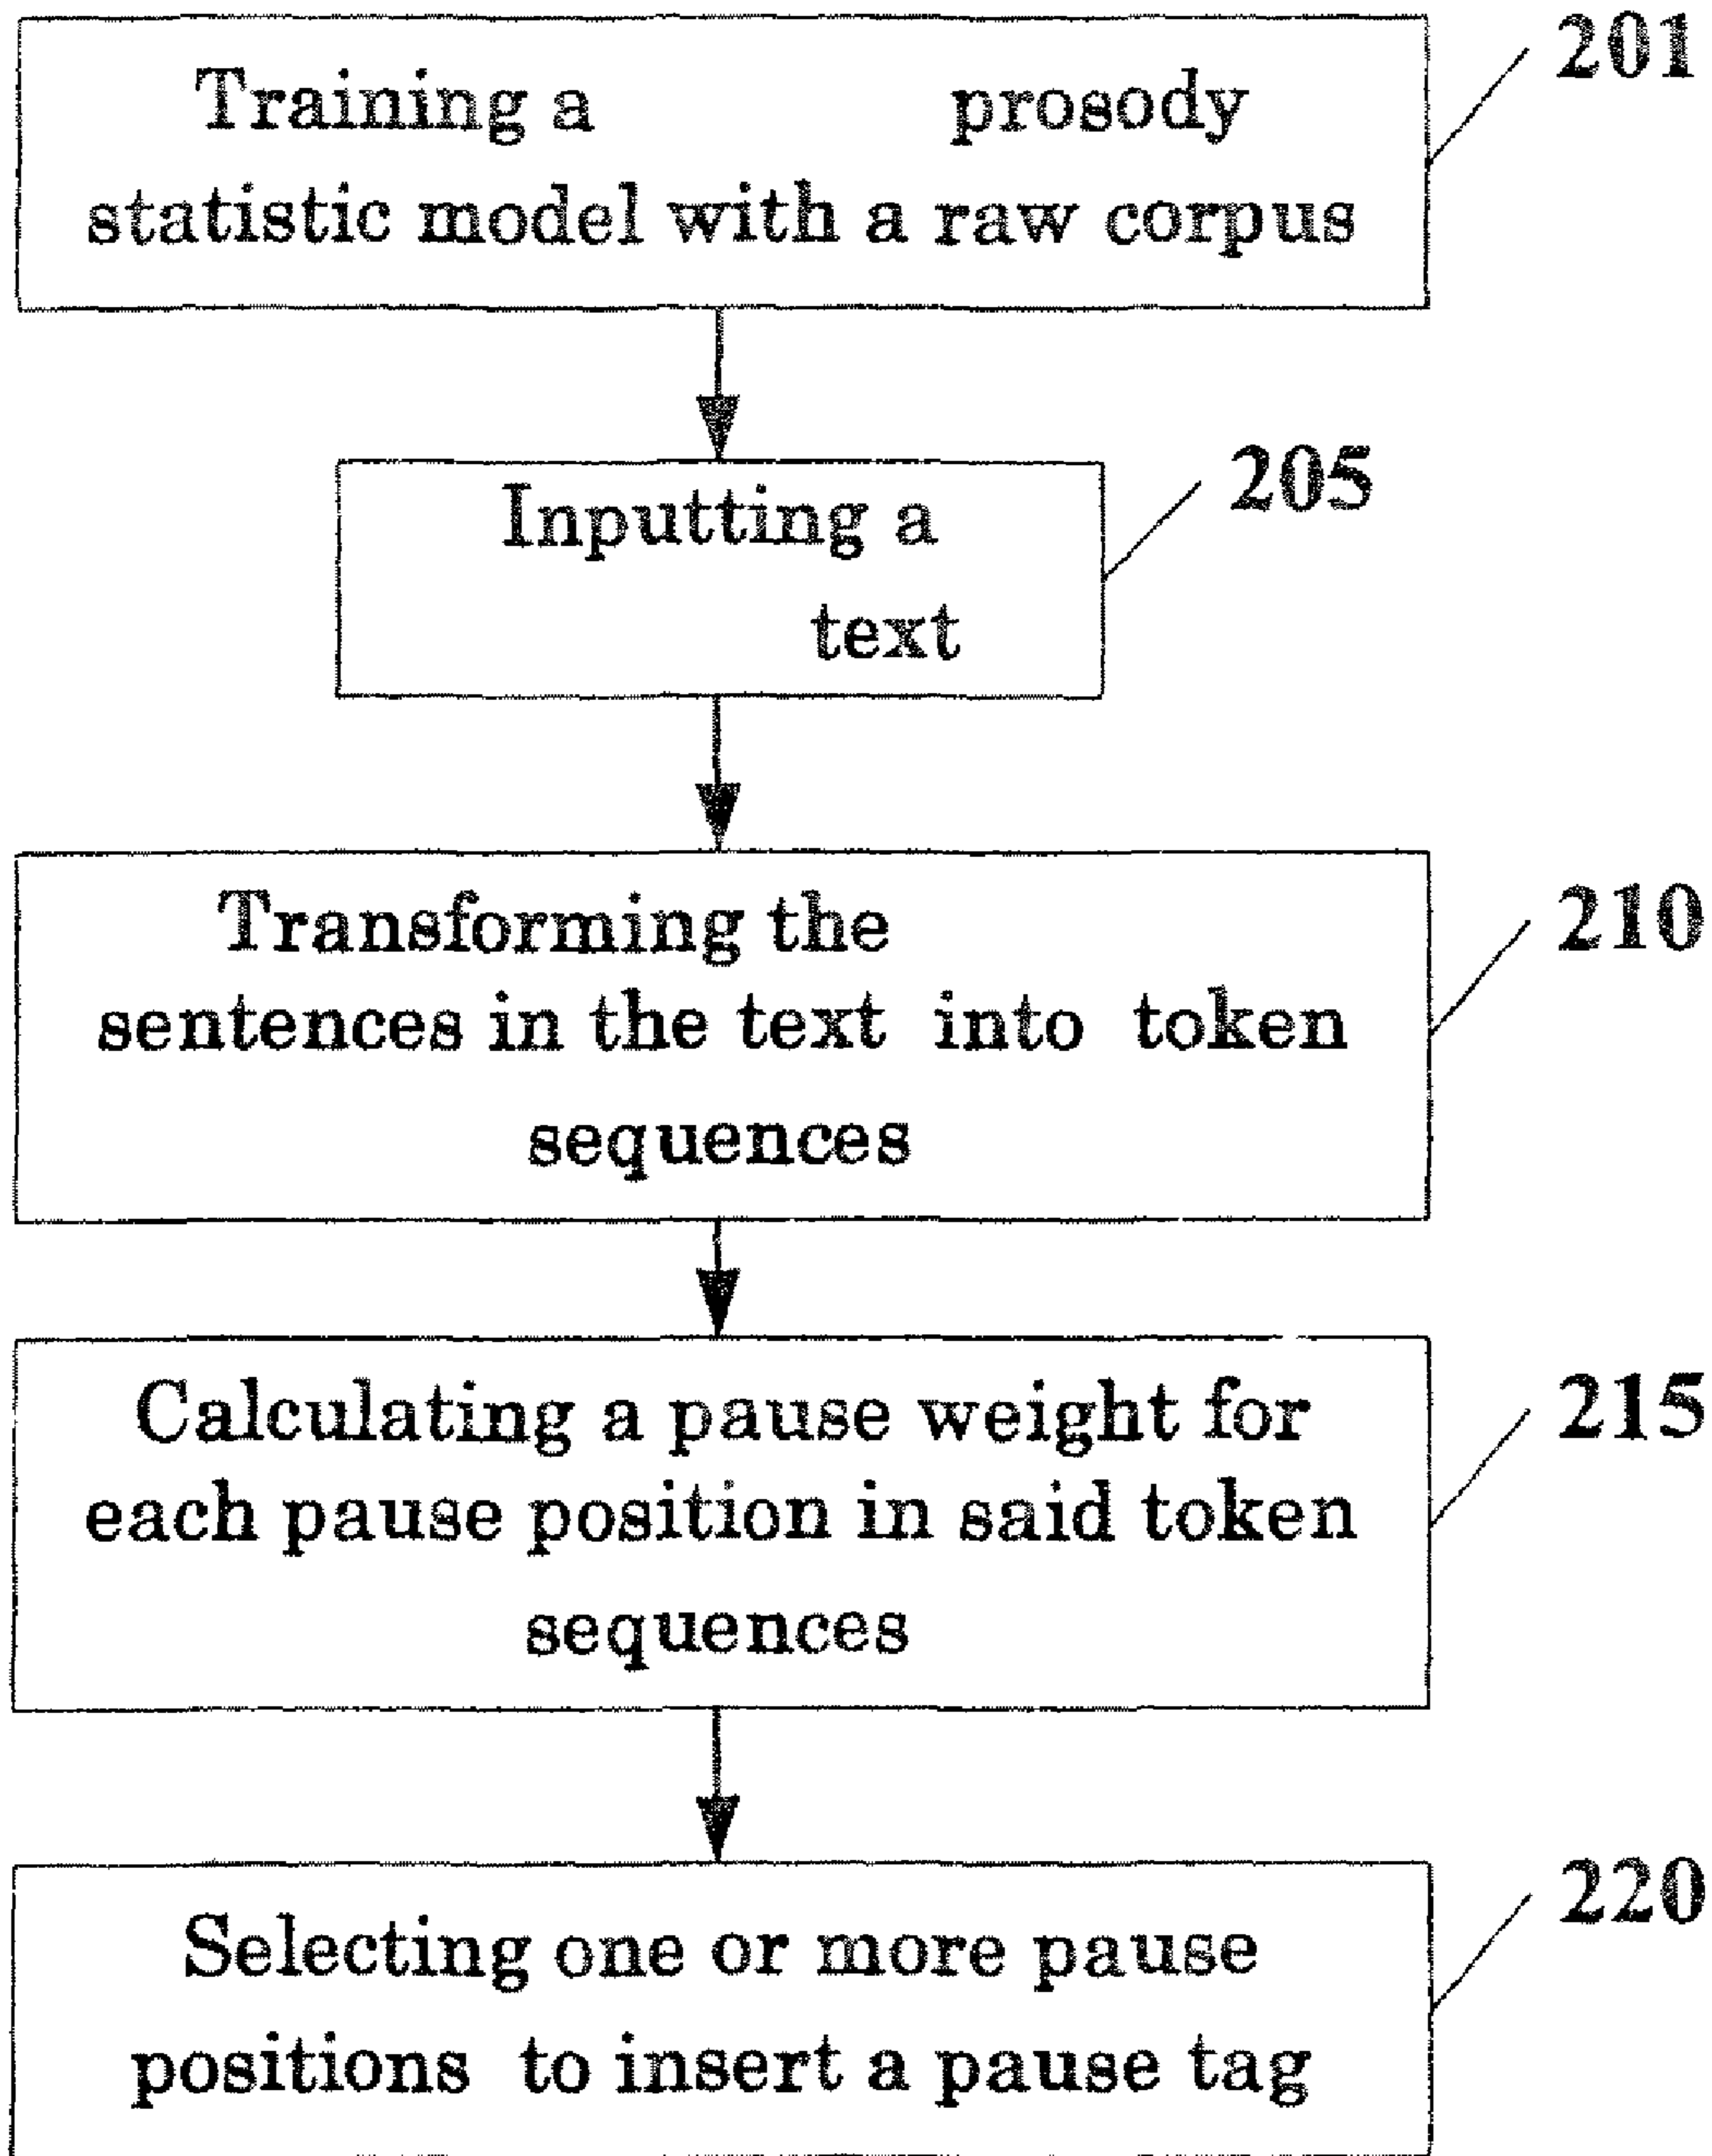 Training a prosody 201
statistic model with a raw corpus
Inputting a 205
text
Transforming the 210
sentences in the text into token
sequences
Calculating a pause weight for 215
each pause position in said token
sequences
Selecting one or more pause 220
positions to insert a pause tag